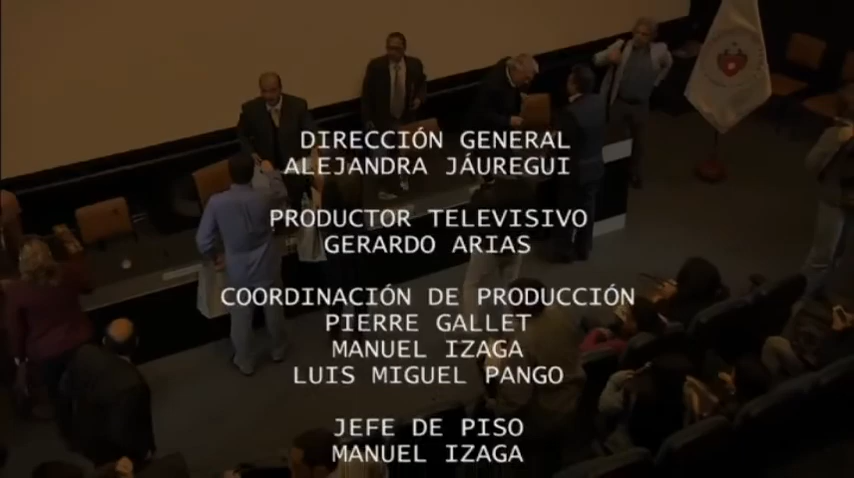 DIRECCIÓN GENERAL
ALEJANDRA JÁUREGUI
PRODUCTOR TELEVISIVO
GERARDO ARIAS
COORDINACIÓN DE PRODUCCIÓN
PIERRE GALLET
MANUEL IZAGA
LUIS MIGUEL PANGO
JEFE DE PISO
MANUEL IZAGA